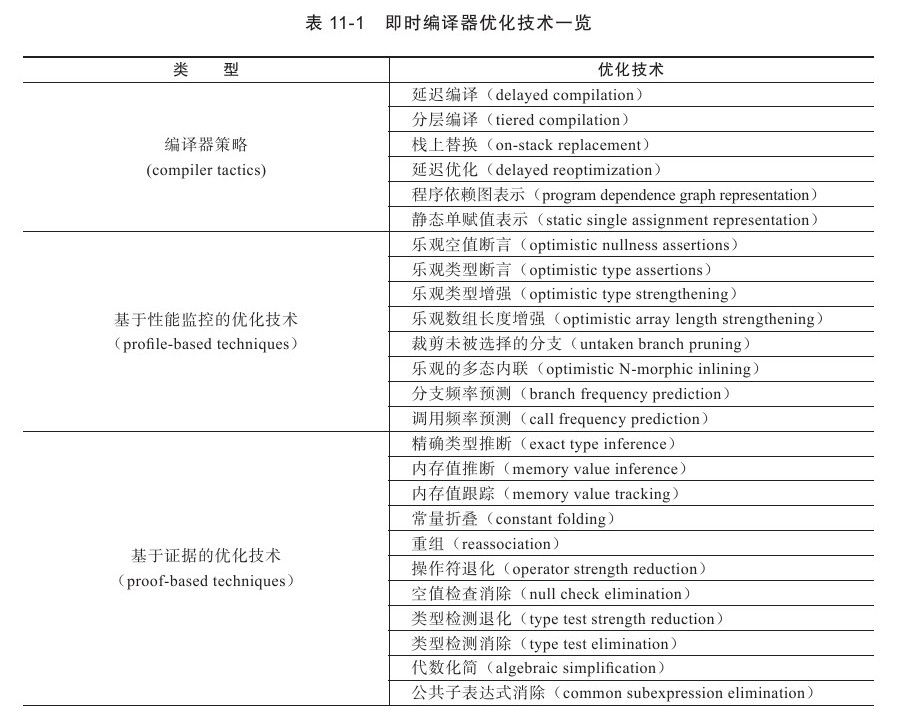 表 11-1 即时编译器优化技术一览
类 型
优化技术
编译器策略
(compiler tactics)
延迟编译（delayed compilation）
分层编译（tiered compilation）
栈上替换（on-stack replacement）
延迟优化（delayed reoptimization）
程序依赖图表示（program dependence graph representation）
静态单赋值表示（static single assignment representation）
基于性能监控的优化技术
（profile-based techniques）
乐观空值断言（optimistic nullness assertions）
乐观类型断言（optimistic type assertions）
乐观类型增强（optimistic type strengthening）
乐观数组长度增强（optimistic array length strengthening）
裁剪未被选择的分支（untaken branch pruning）
乐观的多态内联（optimistic N-morphic inlining）
分支频率预测（branch frequency prediction）
调用频率预测（call frequency prediction）
基于证据的优化技术
（proof-based techniques）
精确类型推断（exact type inference）
内存值推断（memory value inference）
内存值跟踪（memory value tracking）
常量折叠（constant folding）
重组（reassociation）
操作符退化（operator strength reduction）
空值检查消除（null check elimination）
类型检测退化（type test strength reduction）
类型检测消除（type test elimination）
代数化简（algebraic simplification）
公共子表达式消除（common subexpression elimination）